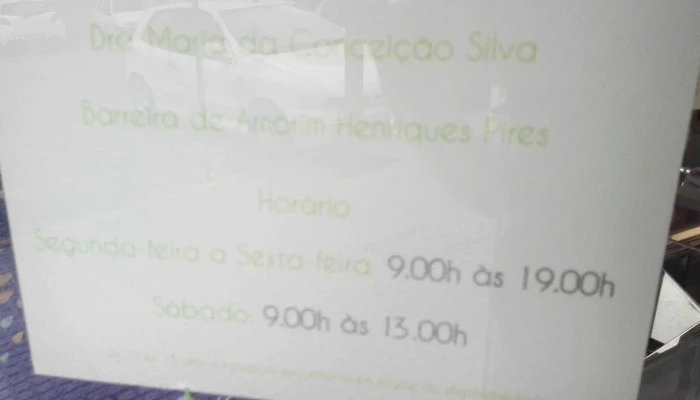 Dra Maria da Conceição Silva
Barreira de Amorim Henriques Pires
Horário
Segunda-feira a Sexta-feira 9.00h às 19.00h
Sábado 9.00h às 13.00h